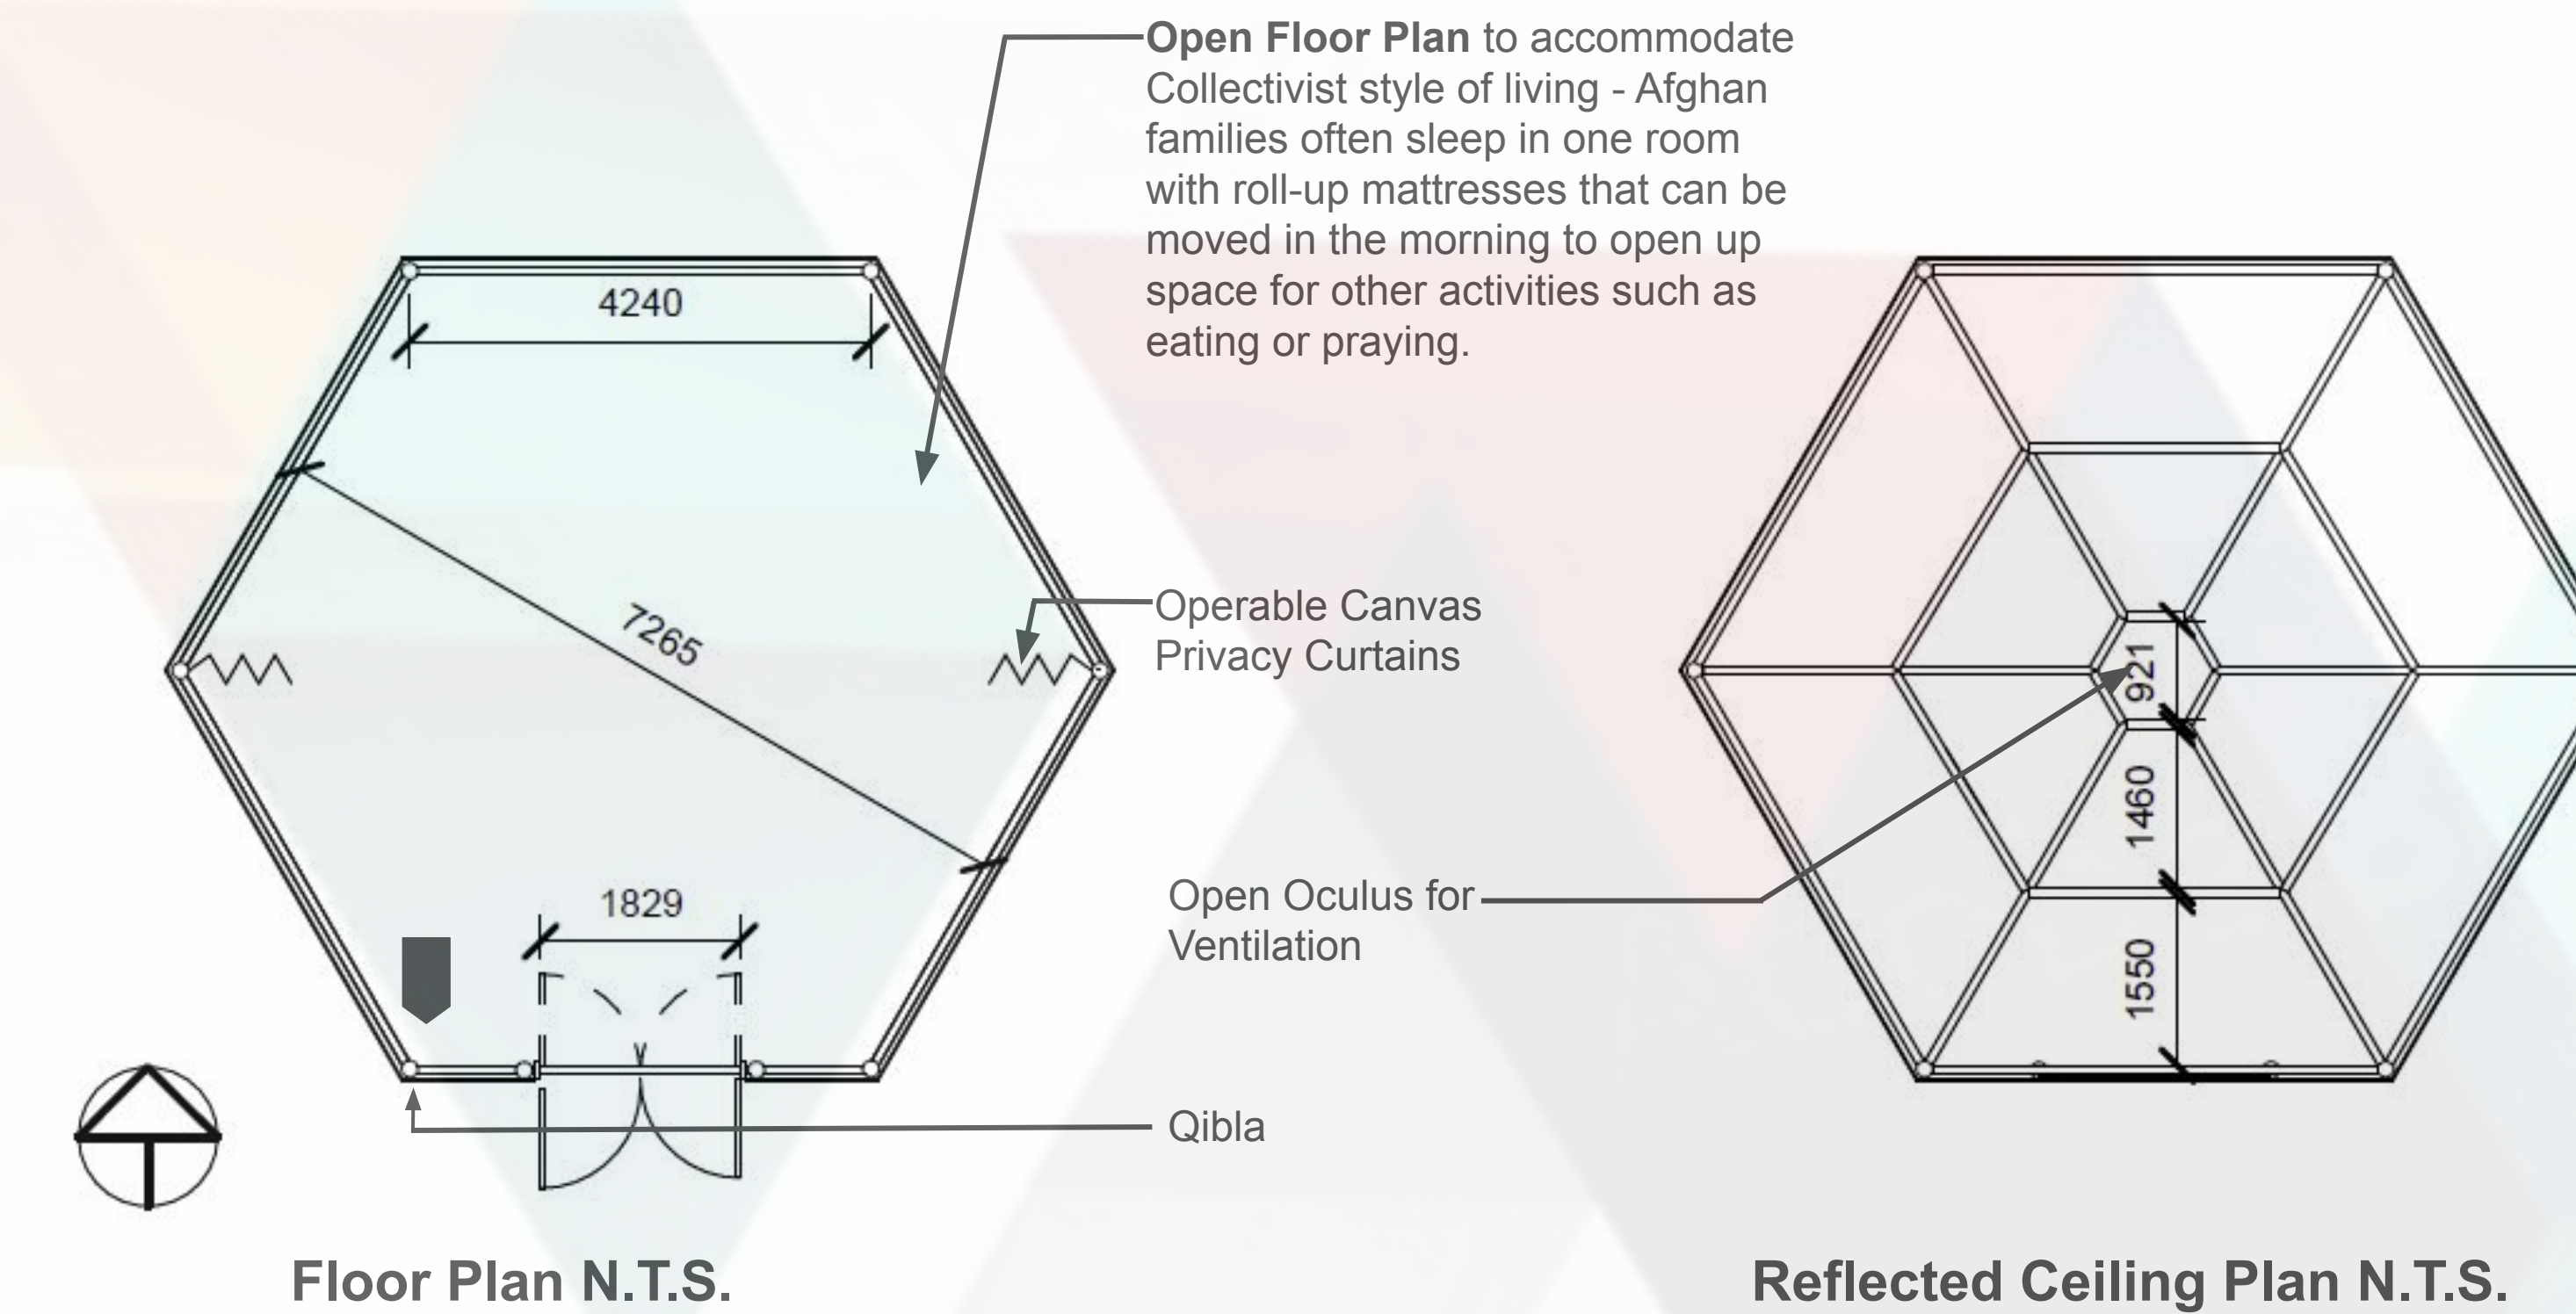 Open Floor Plan to accommodate
Collectivist style of living - Afghan
families often sleep in one room
with roll-up mattresses that can be
moved in the morning to open up
space for other activities such as
eating or praying.
4240
7265
Operable Canvas
Privacy Curtains
1829
Qibla
Floor Plan N.T.S.
921
1460
1550
Open Oculus for
Ventilation
Reflected Ceiling Plan N.T.S.